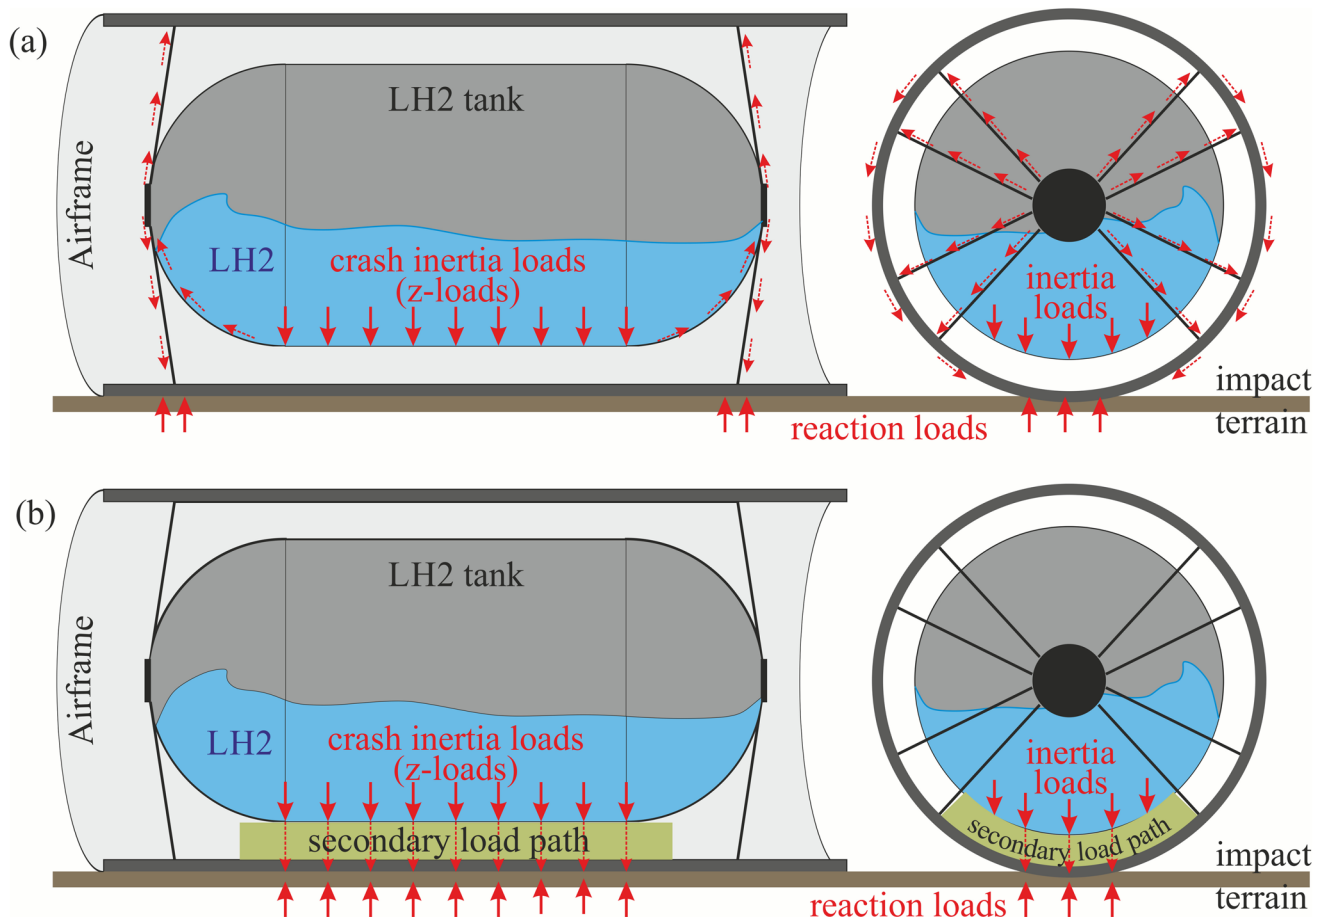 (a)
Airframe
LH2 tank
LH2
crash inertia loads
(z-loads)
inertia
loads
impact
terrain
reaction loads
(b)
Airframe
LH2 tank
LH2
crash inertia loads
(z-loads)
secondary load path
inertia
loads
secondary load path
impact
terrain
reaction loads